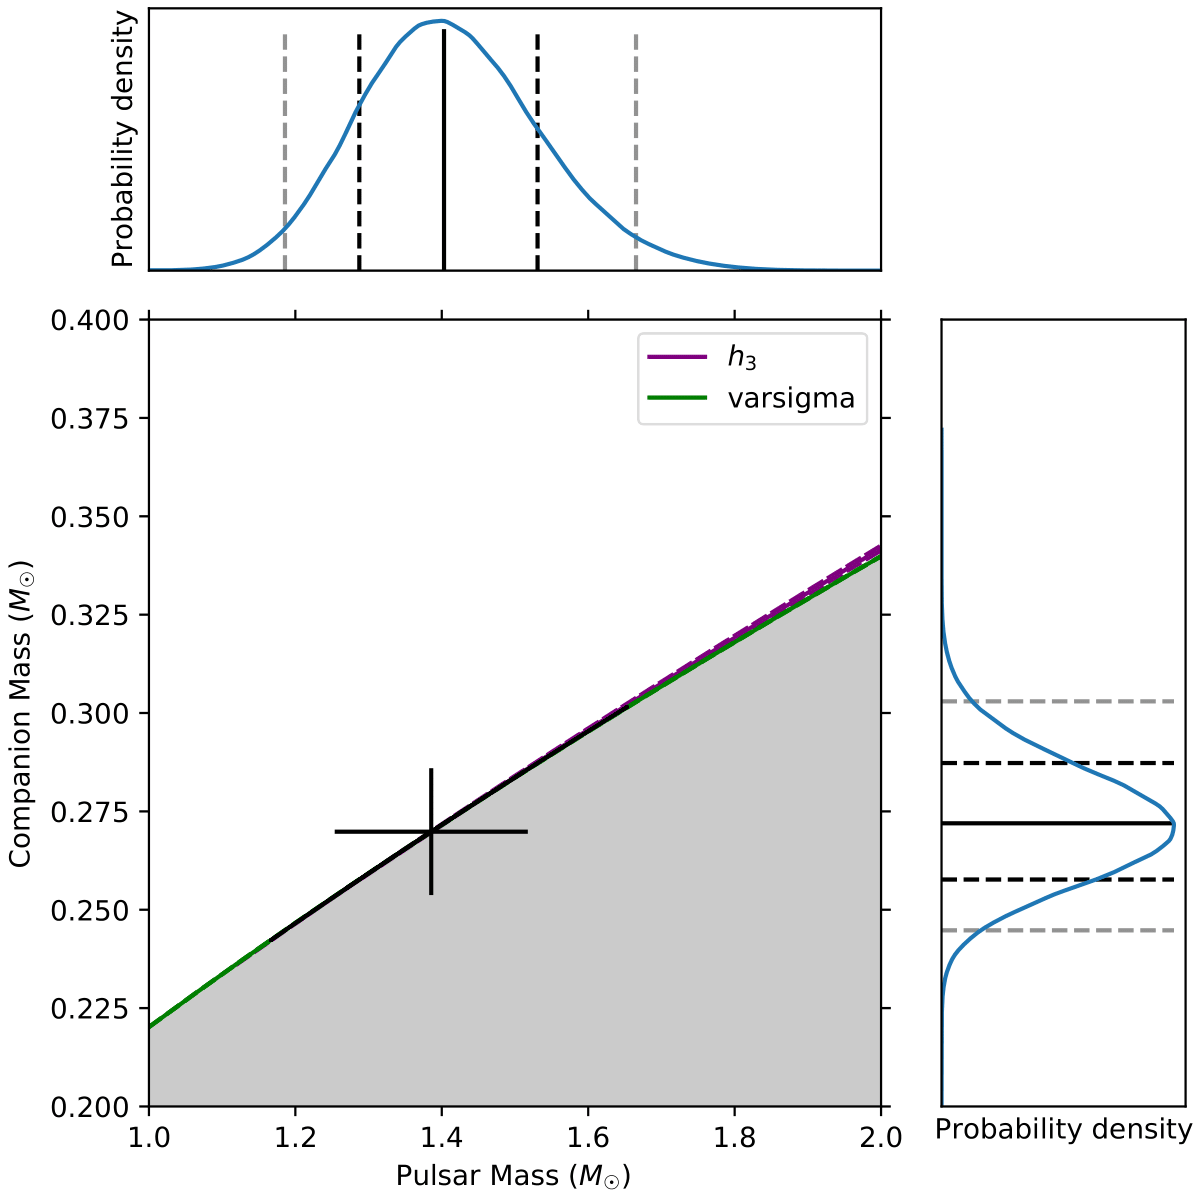 Probability density
0.400
0.375
0.350
0.325
0.300
0.275
0.250
0.225
0.200
Companion Mass (M☉)
h₃
varsigma
1.0 1.2 1.4 1.6 1.8 2.0
Pulsar Mass (M☉)
Probability density